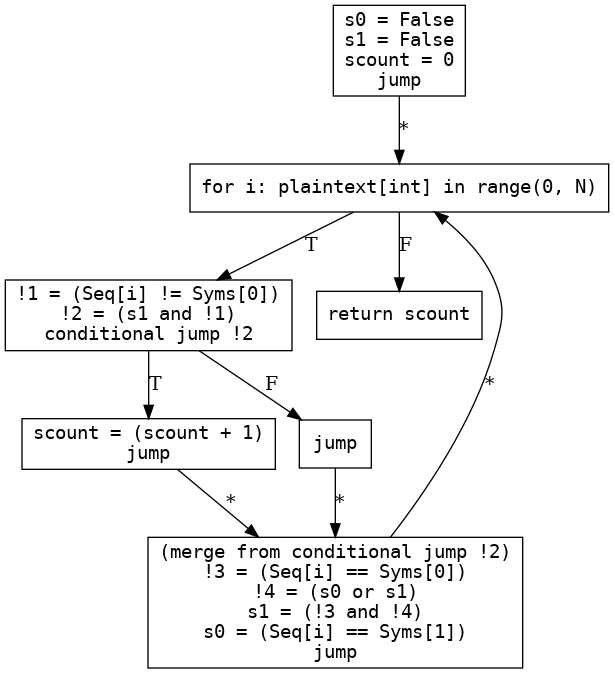 s0 = False
s1 = False
scount = 0
jump
*
for i: plaintext[int] in range(0, N)
T
F
!1 = (Seq[i] != Syms[0])
!2 = (s1 and !1)
conditional jump !2
return scount
T
F
*
scount = (scount + 1)
jump
jump
*
*
(merge from conditional jump !2)
!3 = (Seq[i] == Syms[0])
!4 = (s0 or s1)
s1 = (!3 and !4)
s0 = (Seq[i] == Syms[1])
jump